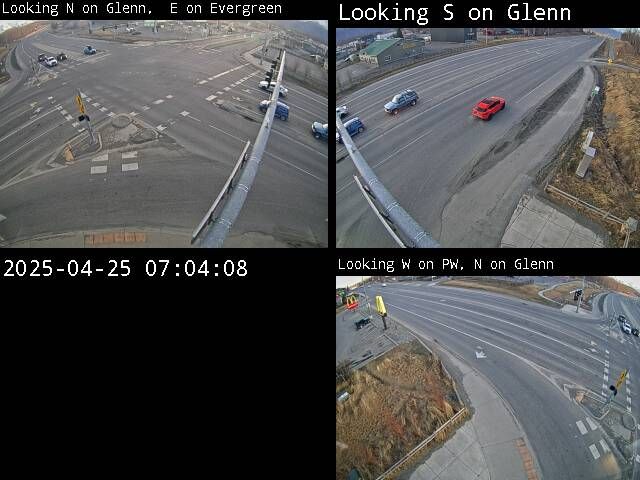 Looking N on Glenn,  E on Evergreen
Looking S on Glenn
2025-04-25 07:04:08
Looking W on PW, N on Glenn